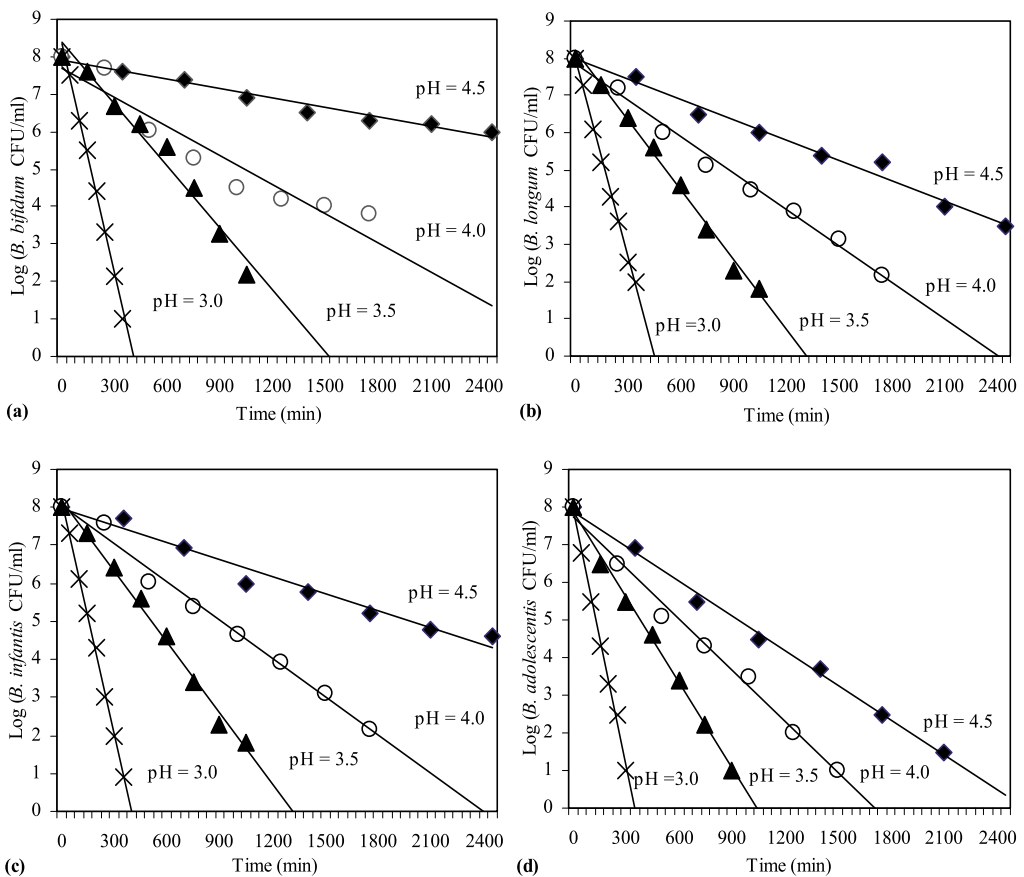 9
8
7
6
5
4
3
2
1
0
Log (B. bifidum CFU/ml)
pH = 4.5
pH = 4.0
pH = 3.0
pH = 3.5
0 300 600 900 1200 1500 1800 2100 2400
Time (min)
(a)
9
8
7
6
5
4
3
2
1
0
Log (B. longum CFU/ml)
pH = 4.5
pH = 4.0
pH =3.0
pH = 3.5
0 300 600 900 1200 1500 1800 2100 2400
Time (min)
(b)
9
8
7
6
5
4
3
2
1
0
Log (B. infantis CFU/ml)
pH = 4.5
pH = 4.0
pH = 3.0
pH = 3.5
0 300 600 900 1200 1500 1800 2100 2400
Time (min)
(c)
9
8
7
6
5
4
3
2
1
0
Log (B. adolescentis CFU/ml)
pH = 4.5
pH =3.0
pH = 3.5
pH = 4.0
0 300 600 900 1200 1500 1800 2100 2400
Time (min)
(d)